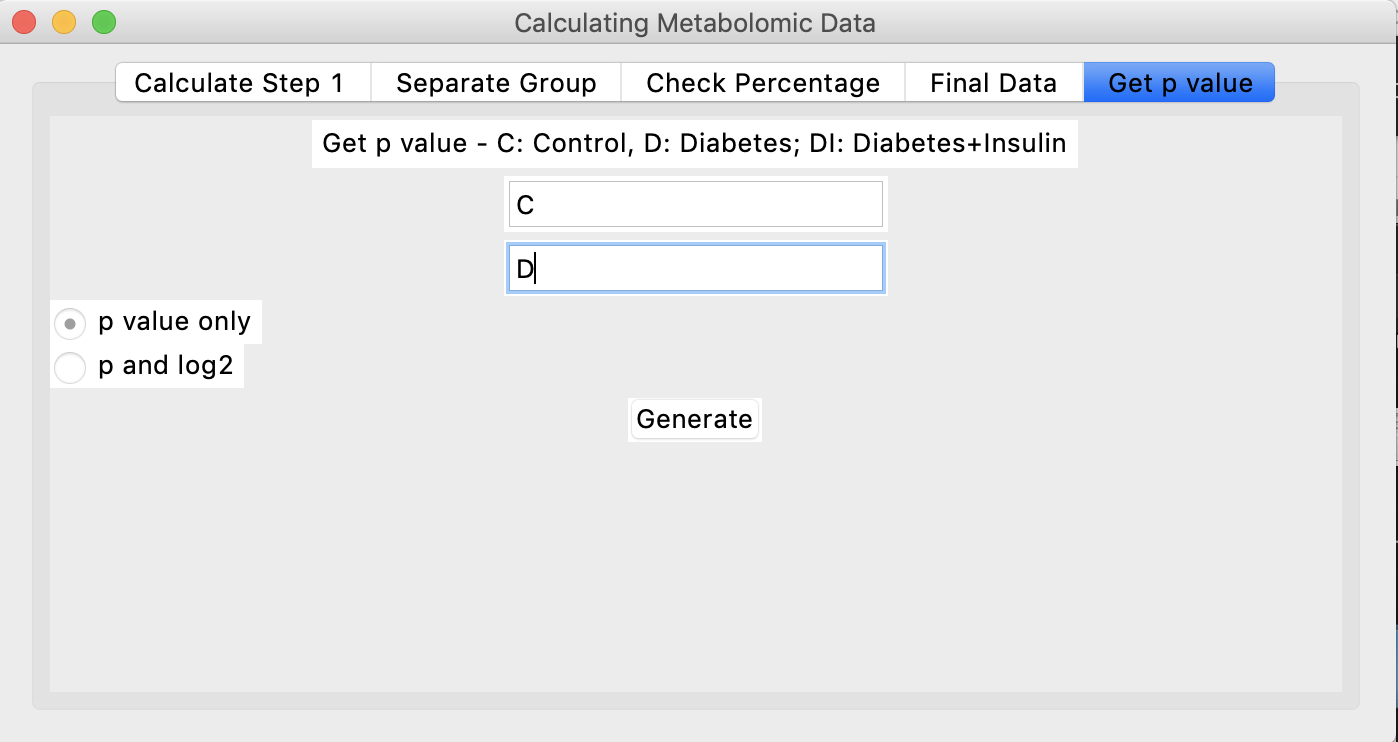 Calculating Metabolomic Data
Calculate Step 1 Separate Group Check Percentage Final Data Get p value
Get p value - C: Control, D: Diabetes; DI: Diabetes+Insulin
C
D
p value only
p and log2
Generate